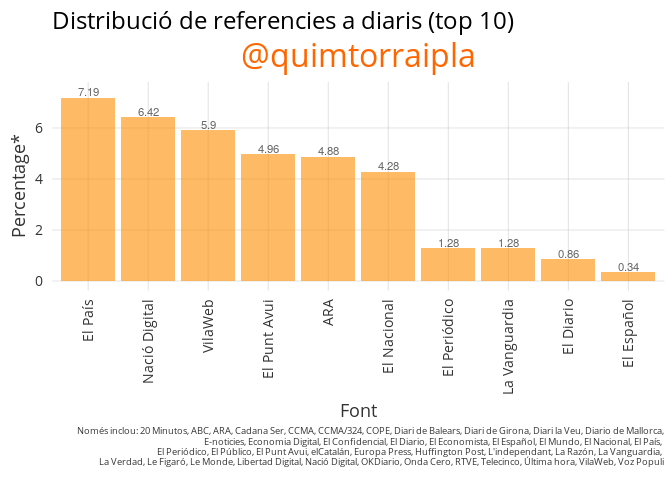 Distribució de referencies a diaris (top 10)
@quimtorraipla
7.19
6.42
5.9
4.96
4.88
4.28
1.28
1.28
0.86
0.34
Percentage*
6
4
2
0
El País
Nació Digital
VilaWeb
El Punt Avui
ARA
El Nacional
El Periódico
La Vanguardia
El Diario
El Español
Font
Només inclou: 20 Minutos, ABC, ARA, Cadana Ser, CCMA, CCMA/324, COPE, Diari de Balears, Diari de Girona, Diari la Veu, Diario de Mallorca,
E-noticies, Economia Digital, El Confidencial, El Diario, El Economista, El Español, El Mundo, El Nacional, El País,
El Periódico, El Público, El Punt Avui, elCatalán, Europa Press, Huffington Post, L'independant, La Razón, La Vanguardia,
La Verdad, Le Figaró, Le Monde, Libertad Digital, Nació Digital, OKDiario, Onda Cero, RTVE, Telecinco, Última hora, VilaWeb, Voz Populi